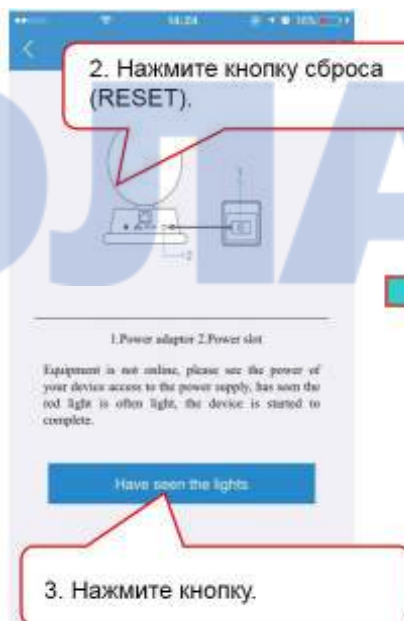 14:24
2. Нажмите кнопку сброса
(RESET).
1.Power adaptor 2.Power slot
Equipment is not online, please see the power of
your device access to the power supply, has seen the
red light is often light, the device is started to
complete.
Have seen the lights
3. Нажмите кнопку.